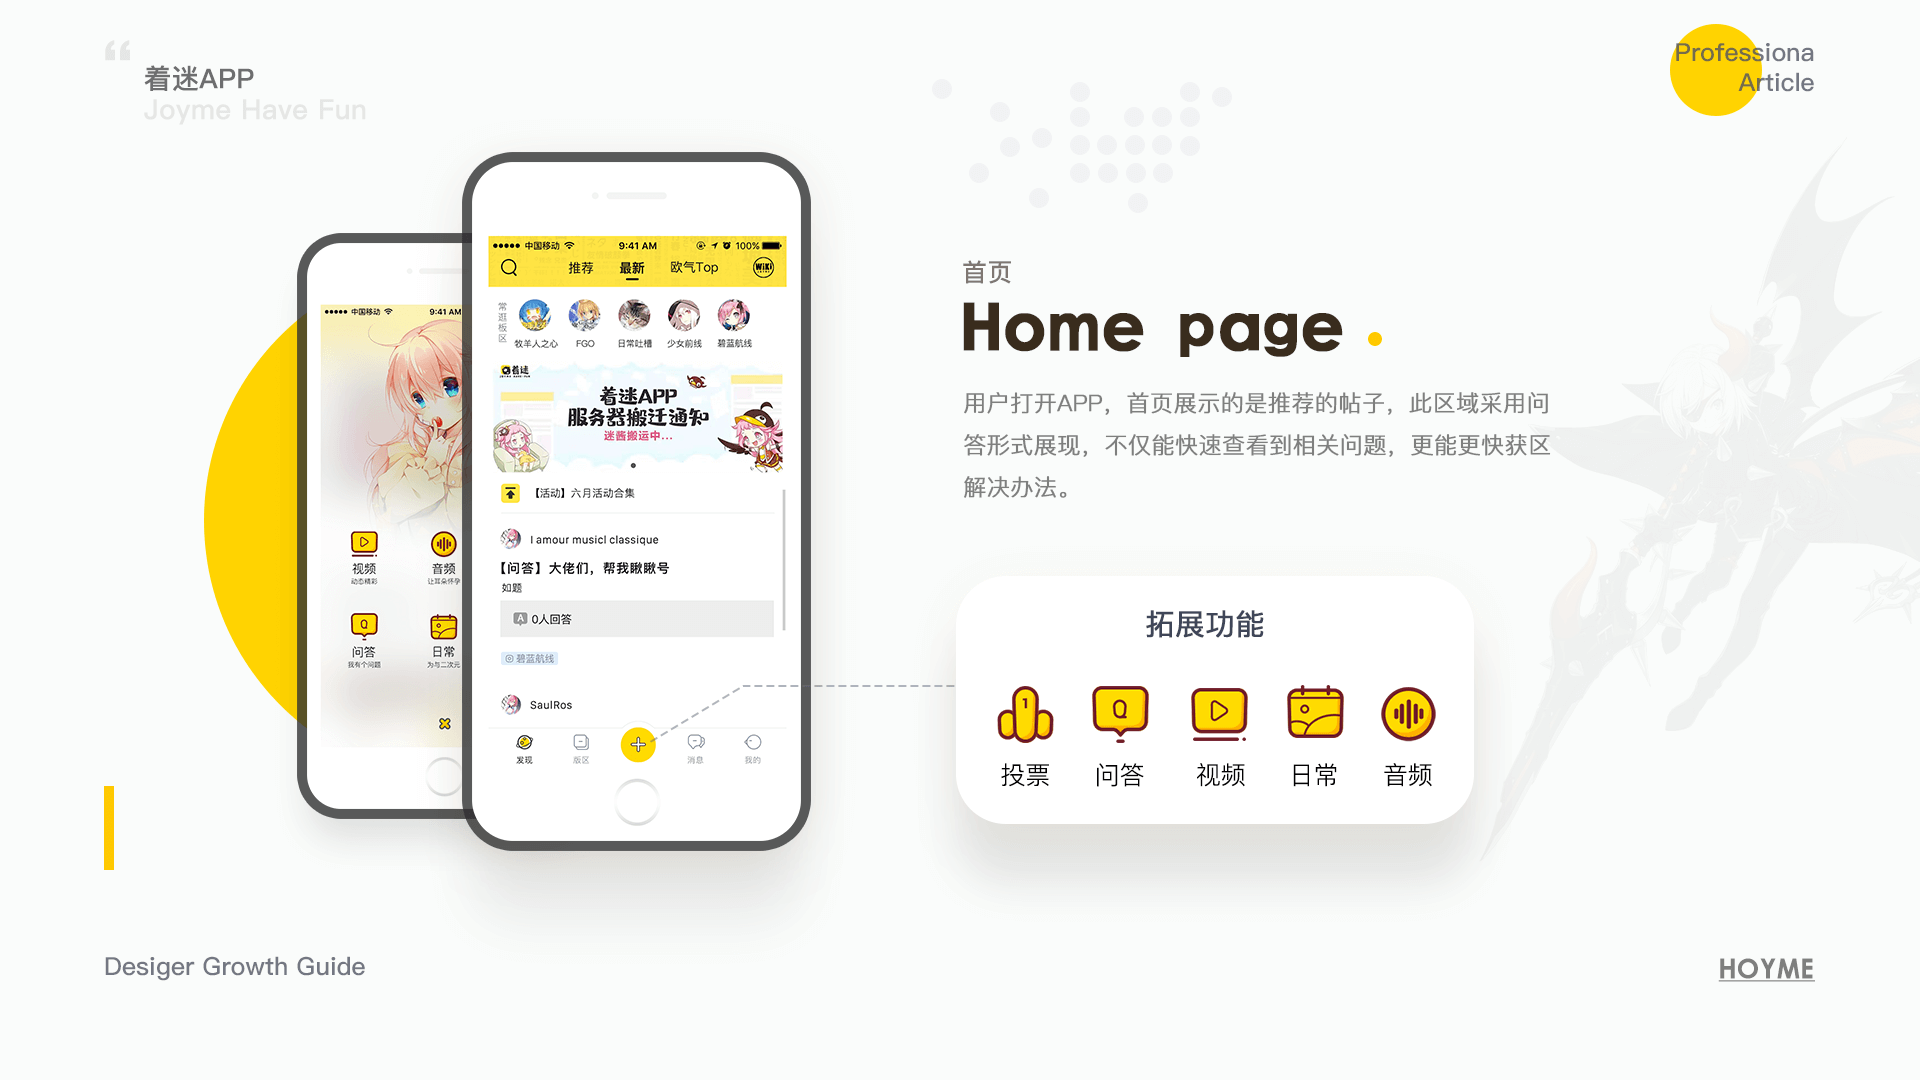 着迷APP
Joyme Have Fun
Professiona
Article
中国移动
9:41 AM
视频
动态精彩
音频
让耳朵怀孕
问答
我有个问题
日常
为与二次元
中国移动
9:41 AM
100%
推荐
最新
欧气Top
WiKi
常逛板区
牧羊人之心
FGO
日常吐槽
少女前线
碧蓝航线
着迷
着迷APP
服务器搬迁通知
迷酱搬运中...
【活动】六月活动合集
I amour musicl classique
【问答】大佬们，帮我瞅瞅号
如题
A 0人回答
碧蓝航线
SaulRos
发现
版区
消息
我的
首页
Home page
用户打开APP，首页展示的是推荐的帖子，此区域采用问
答形式展现，不仅能快速查看到相关问题，更能更快获区
解决办法。
拓展功能
1
Q
投票
问答
视频
日常
音频
Desiger Growth Guide
HOYME